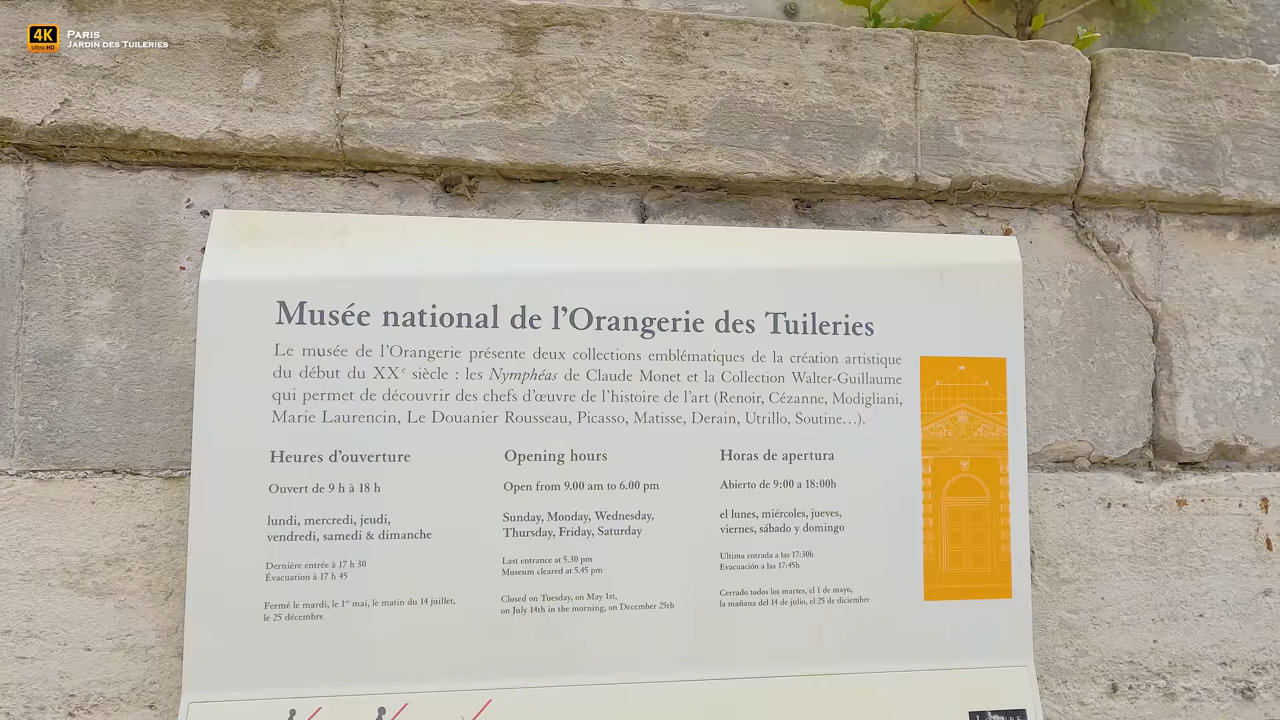 4K
Ultra HD
Paris
Jardin des Tuileries
Musée national de l'Orangerie des Tuileries
Le musée de l'Orangerie présente deux collections emblématiques de la création artistique
du début du XXe siècle : les Nymphéas de Claude Monet et la Collection Walter-Guillaume
qui permet de découvrir des chefs d'œuvre de l'histoire de l'art (Renoir, Cézanne, Modigliani,
Marie Laurencin, Le Douanier Rousseau, Picasso, Matisse, Derain, Utrillo, Soutine…).
Heures d'ouverture
Ouvert de 9 h à 18 h
lundi, mercredi, jeudi,
vendredi, samedi & dimanche
Dernière entrée à 17 h 30
Évacuation à 17 h 45
Fermé le mardi, le 1er mai, le matin du 14 juillet,
le 25 décembre
Opening hours
Open from 9.00 am to 6.00 pm
Sunday, Monday, Wednesday,
Thursday, Friday, Saturday
Last entrance at 5.30 pm
Museum cleared at 5.45 pm
Closed on Tuesday, on May 1st,
on July 14th in the morning, on December 25th
Horas de apertura
Abierto de 9:00 a 18:00h
el lunes, miércoles, jueves,
viernes, sábado y domingo
Ultima entrada a las 17:30h
Evacuación a las 17:45h
Cerrado todos los martes, el 1 de mayo,
la mañana del 14 de julio, el 25 de diciembre